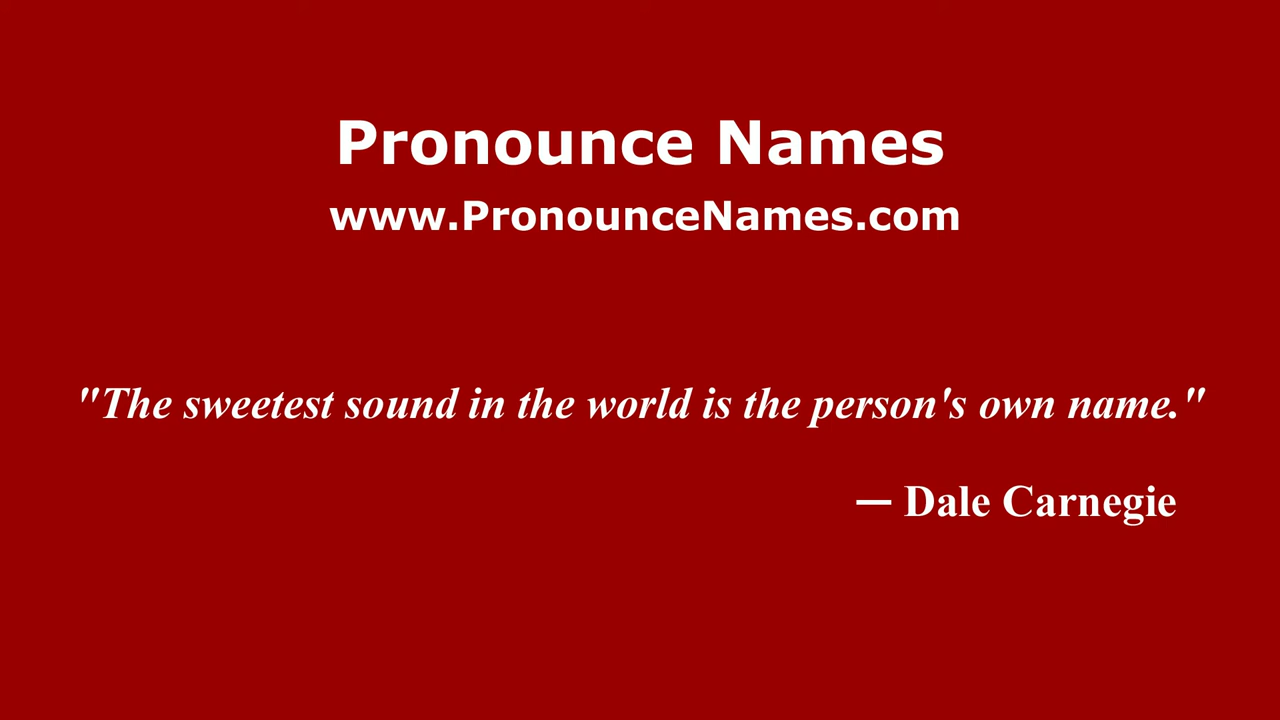 Pronounce Names
www.PronounceNames.com
"The sweetest sound in the world is the person's own name."
— Dale Carnegie